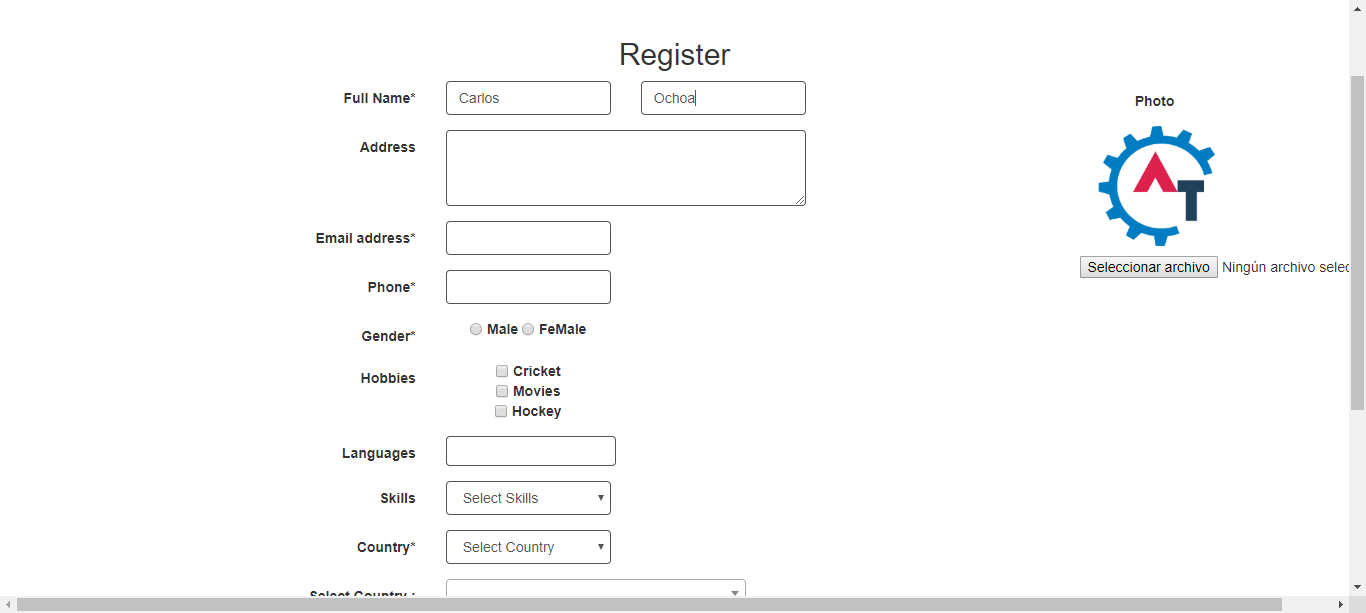 Register
Full Name* Carlos Ochoa
Photo
Address
AT
Email address*
Seleccionar archivo Ningún archivo
Phone*
Gender* Male FeMale
Hobbies Cricket
Movies
Hockey
Languages
Skills Select Skills
Country* Select Country
Select Country :